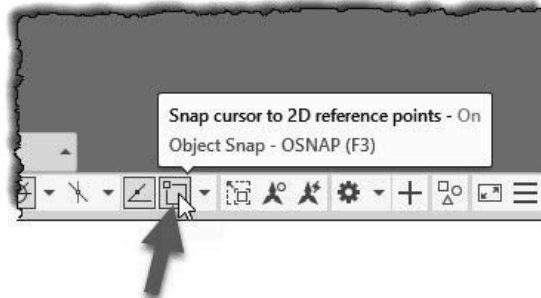 Snap cursor to 2D reference points - On
Object Snap - OSNAP (F3)